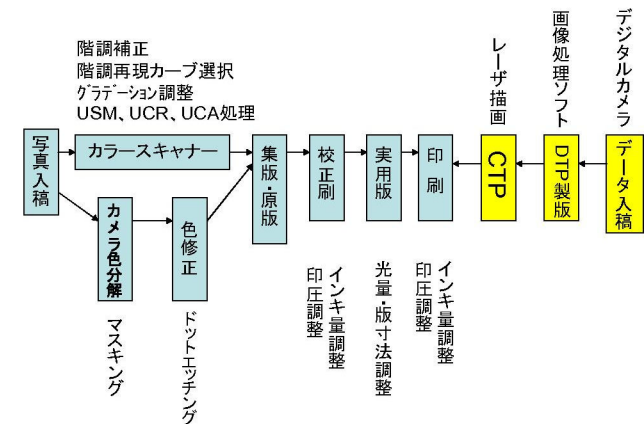 階調補正
階調再現カーブ選択
グラデーション調整
USM、UCR、UCA処理
写真入稿
カラースキャナー
カメラ色分解
マスキング
色修正
ドットエッチング
集版・原版
校正刷
インキ量調整
印圧調整
実用版
光量・版寸法調整
印刷
インキ量調整
印圧調整
レーザ描画
CTP
画像処理ソフト
DTP製版
デジタルカメラ
データ入稿